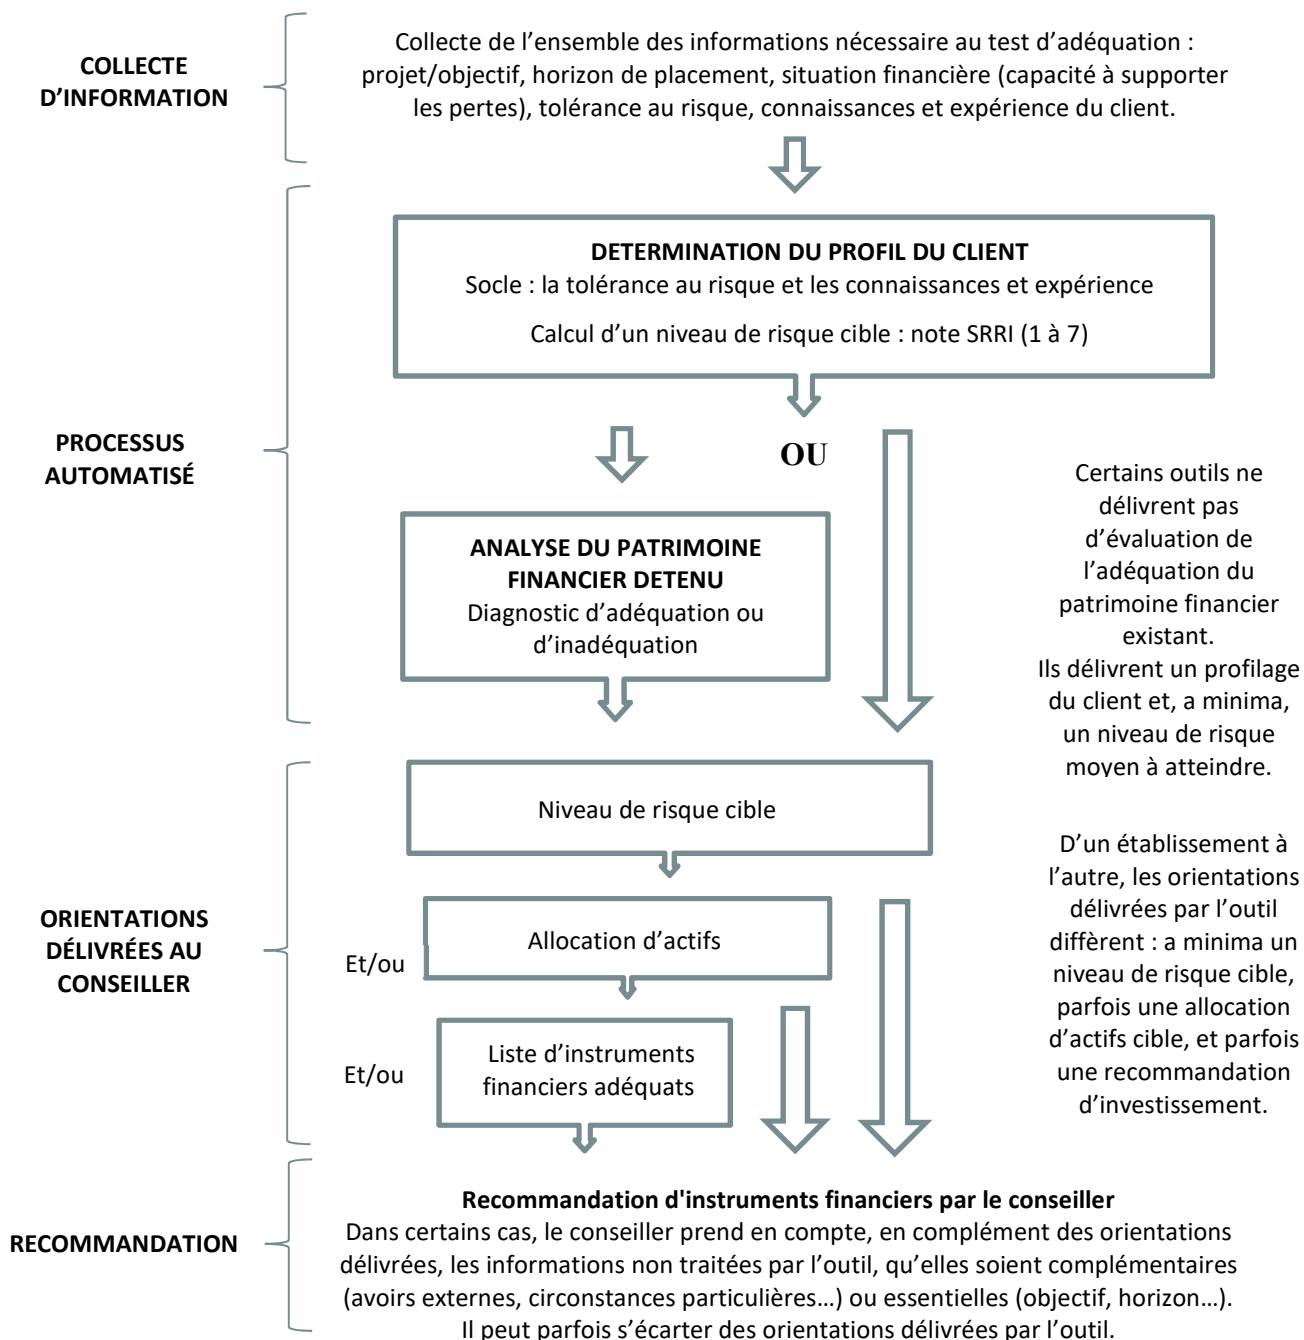 COLLECTE
D'INFORMATION
Collecte de l’ensemble des informations nécessaire au test d’adéquation :
projet/objectif, horizon de placement, situation financière (capacité à supporter
les pertes), tolérance au risque, connaissances et expérience du client.
PROCESSUS
AUTOMATISÉ
DETERMINATION DU PROFIL DU CLIENT
Socle : la tolérance au risque et les connaissances et expérience
Calcul d’un niveau de risque cible : note SRRI (1 à 7)
OU
ANALYSE DU PATRIMOINE
FINANCIER DETENU
Diagnostic d’adéquation ou
d’inadéquation
Certains outils ne
délivrent pas
d’évaluation de
l’adéquation du
patrimoine financier
existant.
Ils délivrent un profilage
du client et, a minima,
un niveau de risque
moyen à atteindre.
ORIENTATIONS
DÉLIVRÉES AU
CONSEILLER
Niveau de risque cible
Et/ou
Allocation d’actifs
Et/ou
Liste d’instruments
financiers adéquats
D’un établissement à
l’autre, les orientations
délivrées par l’outil
diffèrent : a minima un
niveau de risque cible,
parfois une allocation
d’actifs cible, et parfois
une recommandation
d’investissement.
RECOMMANDATION
Recommandation d'instruments financiers par le conseiller
Dans certains cas, le conseiller prend en compte, en complément des orientations
délivrées, les informations non traitées par l’outil, qu’elles soient complémentaires
(avoirs externes, circonstances particulières…) ou essentielles (objectif, horizon…).
Il peut parfois s’écarter des orientations délivrées par l’outil.